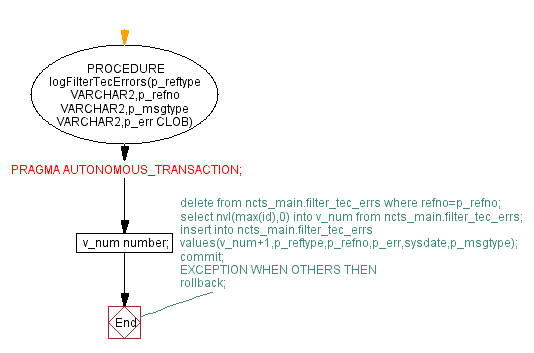 PROCEDURE
logFilterTecErrors(p_reftype
VARCHAR2,p_refno
VARCHAR2,p_msgtype
VARCHAR2,p_err CLOB)
PRAGMA AUTONOMOUS_TRANSACTION;
v_num number;
delete from ncts_main.filter_tec_errs where refno=p_refno;
select nvl(max(id),0) into v_num from ncts_main.filter_tec_errs;
insert into ncts_main.filter_tec_errs
values(v_num+1,p_reftype,p_refno,p_err,sysdate,p_msgtype);
commit;
EXCEPTION WHEN OTHERS THEN
rollback;
End